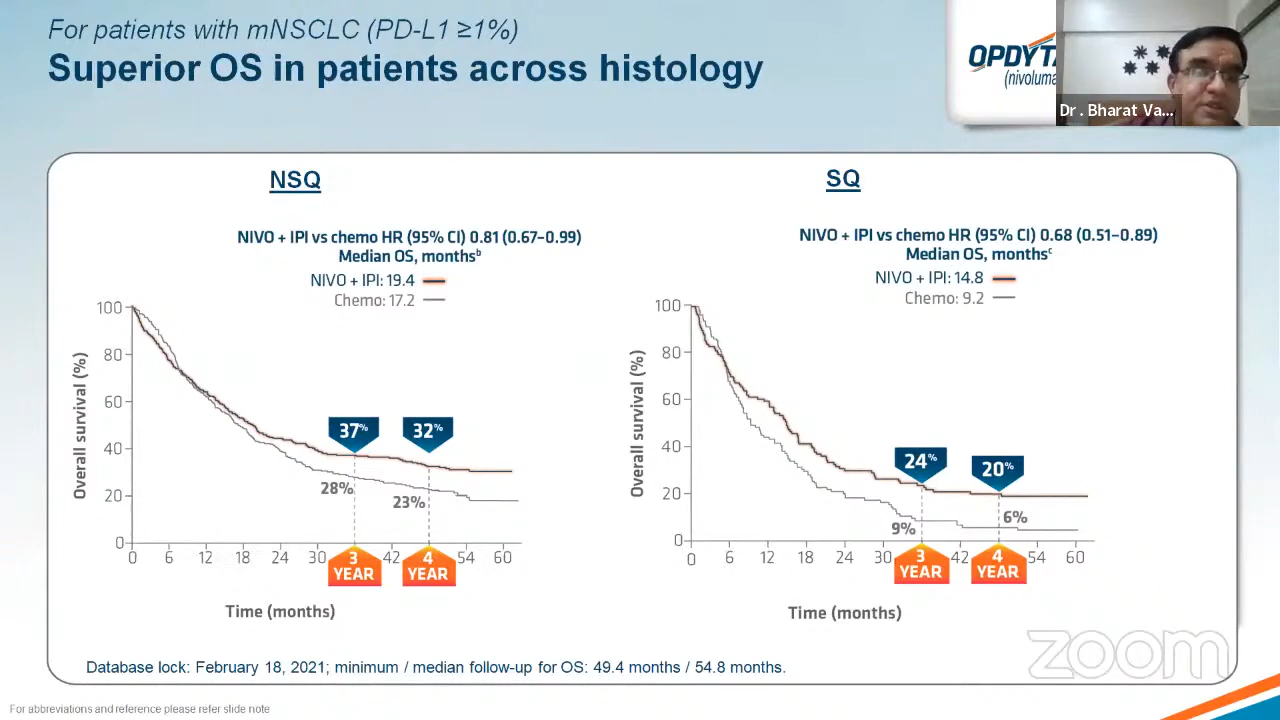 For patients with mNSCLC (PD-L1 ≥1%)
Superior OS in patients across histology
Dr. Bharat Va...
NSQ
NIVO + IPI vs chemo HR (95% CI) 0.81 (0.67–0.99)
Median OS, monthsᵇ
NIVO + IPI: 19.4
Chemo: 17.2
Overall survival (%)
100
80
60
40
20
0
37%
32%
28%
23%
0 6 12 18 24 30 42 54 60
3 YEAR
4 YEAR
Time (months)
SQ
NIVO + IPI vs chemo HR (95% CI) 0.68 (0.51–0.89)
Median OS, monthsᶜ
NIVO + IPI: 14.8
Chemo: 9.2
Overall survival (%)
100
80
60
40
20
0
24%
20%
9%
6%
0 6 12 18 24 30 42 54 60
3 YEAR
4 YEAR
Time (months)
Database lock: February 18, 2021; minimum / median follow-up for OS: 49.4 months / 54.8 months.
zoom
For abbreviations and reference please refer slide note